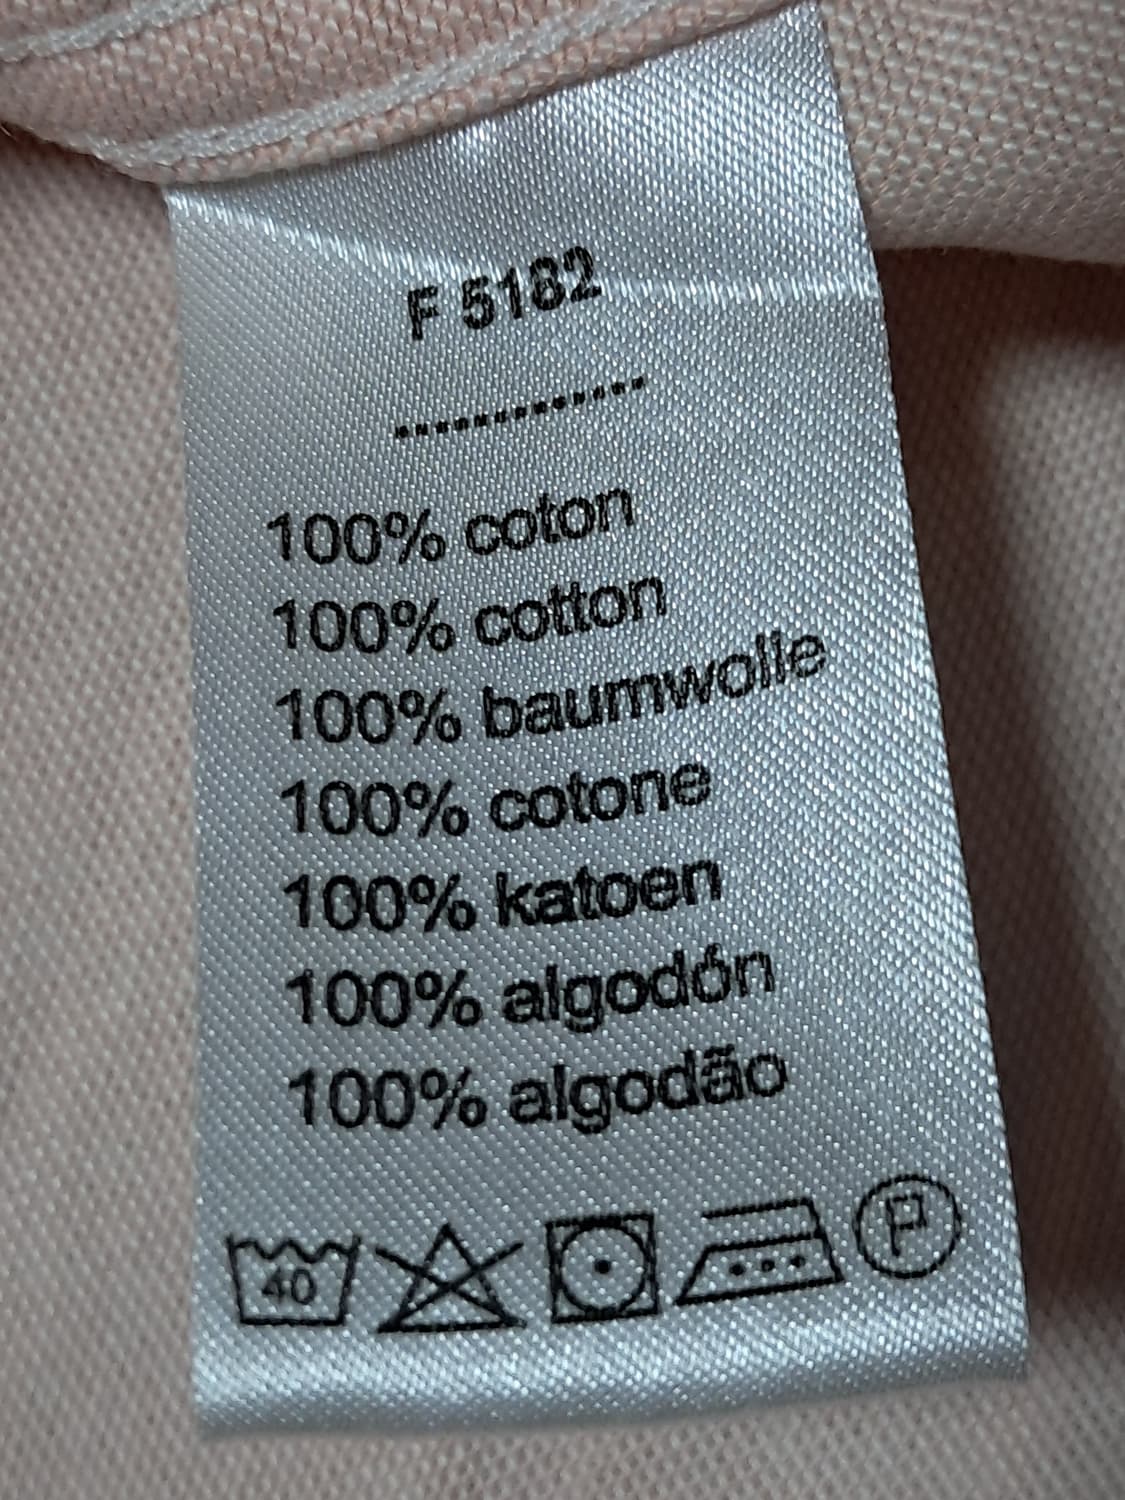 F 5182
..............
100% coton
100% cotton
100% baumwolle
100% cotone
100% katoen
100% algodón
100% algodão
40 P